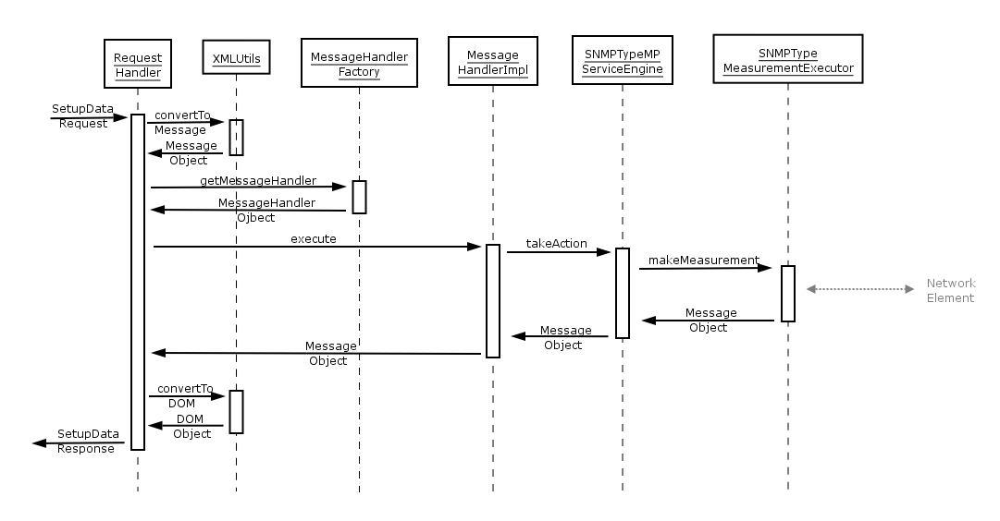 Request
Handler
XMLUtils
MessageHandler
Factory
Message
HandlerImpl
SNMPTypeMP
ServiceEngine
SNMPType
MeasurementExecutor
SetupData
Request
convertTo
Message
Message
Object
getMessageHandler
MessageHandler
Ojbect
execute
takeAction
makeMeasurement
Network
Element
Message
Object
Message
Object
Message
Object
convertTo
DOM
DOM
Object
SetupData
Response